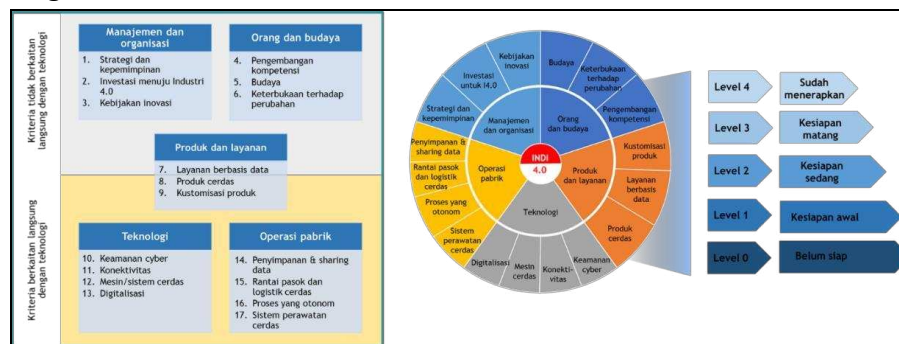 Kriteria tidak berkaitan
langsung dengan teknologi
Manajemen dan
organisasi
1. Strategi dan
kepemimpinan
2. Investasi menuju Industri
4.0
3. Kebijakan inovasi
Orang dan budaya
4. Pengembangan
kompetensi
5. Budaya
6. Keterbukaan terhadap
perubahan
Produk dan layanan
7. Layanan berbasis data
8. Produk cerdas
9. Kustomisasi produk
Kriteria berkaitan langsung
dengan teknologi
Teknologi
10. Keamanan cyber
11. Konektivitas
12. Mesin/sistem cerdas
13. Digitalisasi
Operasi pabrik
14. Penyimpanan & sharing
data
15. Rantai pasok dan
logistik cerdas
16. Proses yang otonom
17. Sistem perawatan
cerdas
Kebijakan
inovasi
Budaya
Investasi
untuk I4.0
Keterbukaan
terhadap
perubahan
Strategi dan
kepemimpinan
Pengembangan
kompetensi
Manajemen
dan organisasi
Orang
dan budaya
Penyimpanan &
sharing data
Kustomisasi
produk
Rantai pasok
dan logistik
cerdas
Operasi
pabrik
INDI
4.0
Produk
dan layanan
Layanan
berbasis
data
Proses yang
otonom
Teknologi
Sistem
perawatan
cerdas
Produk
cerdas
Digitalisasi
Mesin
cerdas
Konekti-
vitas
Keamanan
cyber
Level 4
Sudah
menerapkan
Level 3
Kesiapan
matang
Level 2
Kesiapan
sedang
Level 1
Kesiapan awal
Level 0
Belum siap